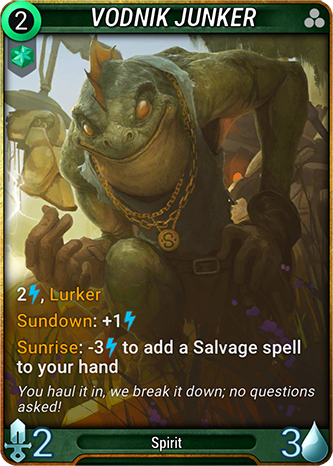 2 VODNIK JUNKER
2, Lurker
Sundown: +1
Sunrise: -3 to add a Salvage spell
to your hand
You haul it in, we break it down; no questions
asked!
2 Spirit 3